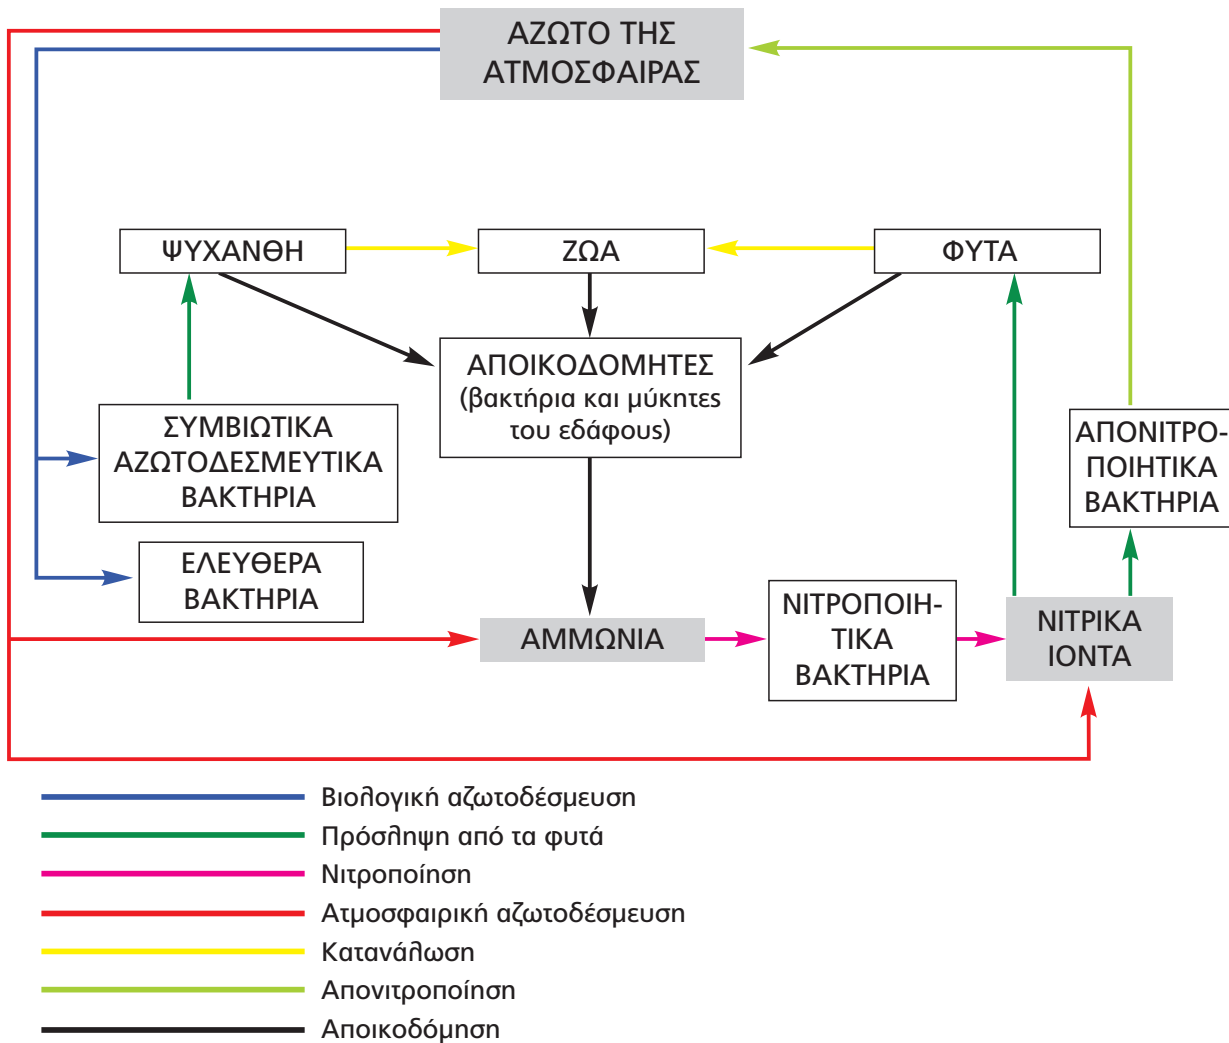 ΑΖΩΤΟ ΤΗΣ
ΑΤΜΟΣΦΑΙΡΑΣ
ΨΥΧΑΝΘΗ
ΖΩΑ
ΦΥΤΑ
ΑΠΟΙΚΟΔΟΜΗΤΕΣ
(βακτήρια και μύκητες
του εδάφους)
ΣΥΜΒΙΩΤΙΚΑ
ΑΖΩΤΟΔΕΣΜΕΥΤΙΚΑ
ΒΑΚΤΗΡΙΑ
ΑΠΟΝΙΤΡΟ-
ΠΟΙΗΤΙΚΑ
ΒΑΚΤΗΡΙΑ
ΕΛΕΥΘΕΡΑ
ΒΑΚΤΗΡΙΑ
ΑΜΜΩΝΙΑ
ΝΙΤΡΟΠΟΙΗ-
ΤΙΚΑ
ΒΑΚΤΗΡΙΑ
ΝΙΤΡΙΚΑ
ΙΟΝΤΑ
Βιολογική αζωτοδέσμευση
Πρόσληψη από τα φυτά
Νιτροποίηση
Ατμοσφαιρική αζωτοδέσμευση
Κατανάλωση
Απονιτροποίηση
Αποικοδόμηση